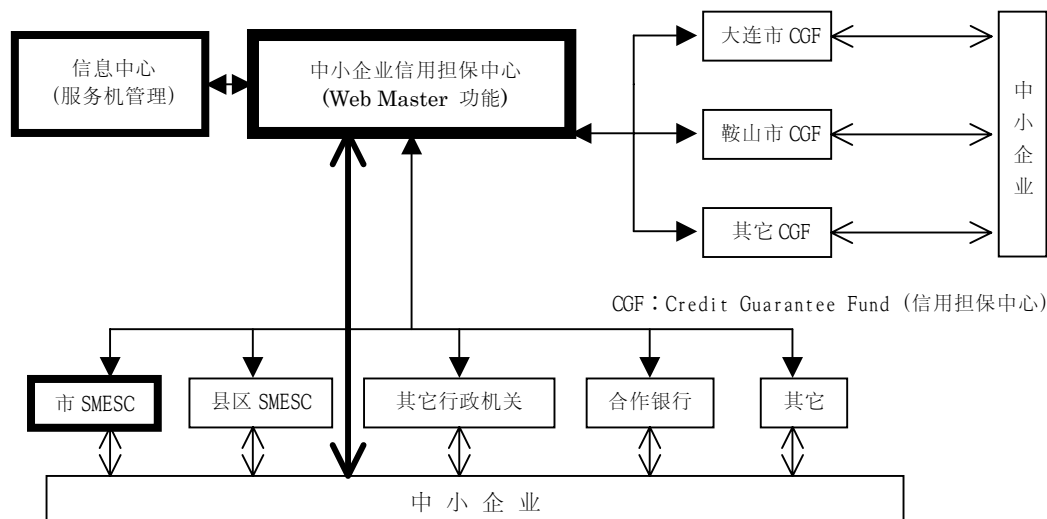 信息中心
(服务机管理)
中小企业信用担保中心
(Web Master 功能)
大连市 CGF
鞍山市 CGF
其它 CGF
中小企业
CGF：Credit Guarantee Fund (信用担保中心)
市 SMESC
县区 SMESC
其它行政机关
合作银行
其它
中 小 企 业